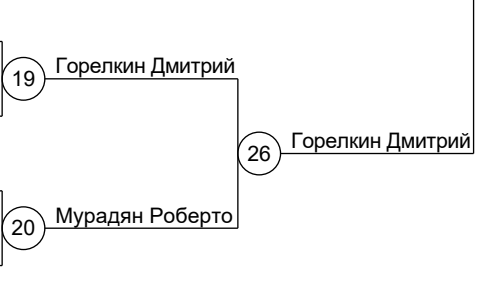 19 Горелкин Дмитрий
26 Горелкин Дмитрий
20 Мурадян Роберто